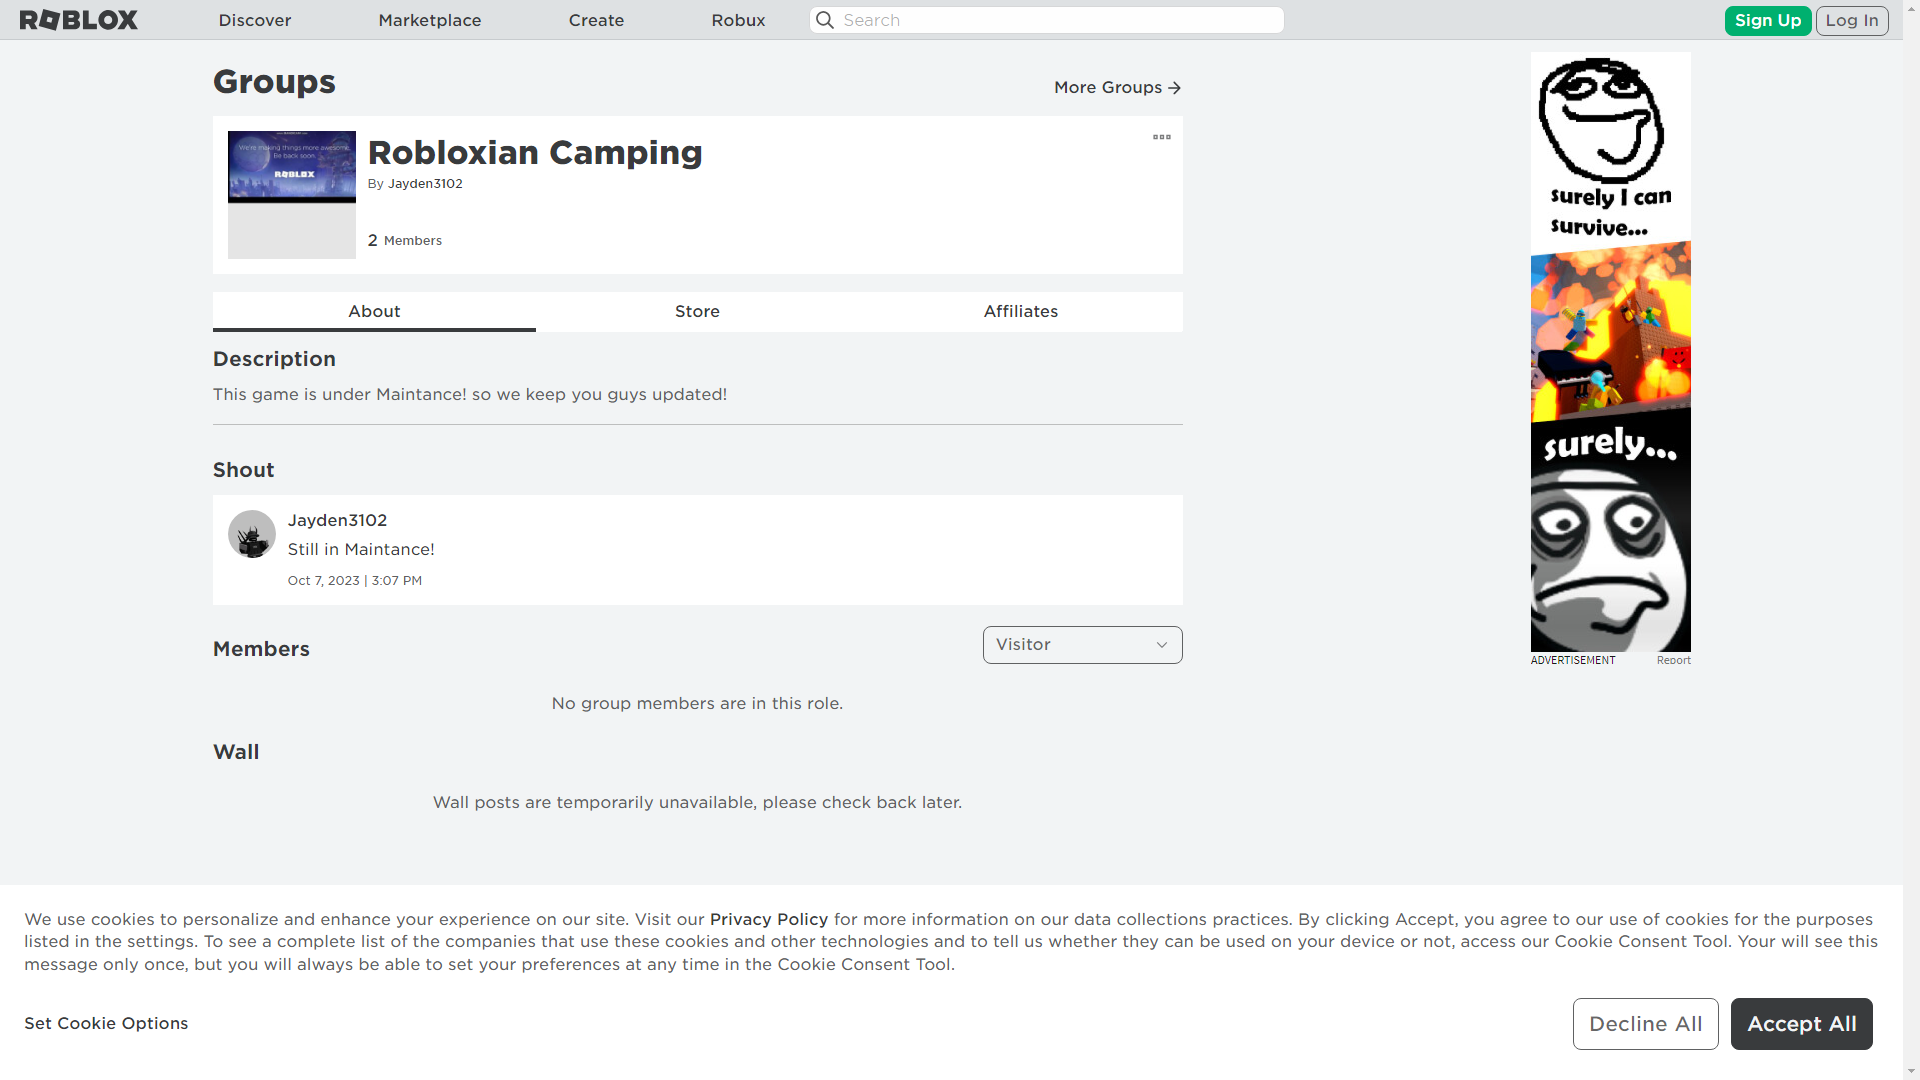 ROBLOX
Discover
Marketplace
Create
Robux
Search
Sign Up
Log In
Groups
More Groups
We're making things more awesome.
Be back soon.
ROBLOX
Robloxian Camping
By Jayden3102
2 Members
About
Store
Affiliates
Description
This game is under Maintance! so we keep you guys updated!
Shout
Jayden3102
Still in Maintance!
Oct 7, 2023 | 3:07 PM
Members
Visitor
No group members are in this role.
Wall
Wall posts are temporarily unavailable, please check back later.
surely I can
survive...
surely...
ADVERTISEMENT
Report
We use cookies to personalize and enhance your experience on our site. Visit our Privacy Policy for more information on our data collections practices. By clicking Accept, you agree to our use of cookies for the purposes
listed in the settings. To see a complete list of the companies that use these cookies and other technologies and to tell us whether they can be used on your device or not, access our Cookie Consent Tool. Your will see this
message only once, but you will always be able to set your preferences at any time in the Cookie Consent Tool.
Set Cookie Options
Decline All
Accept All